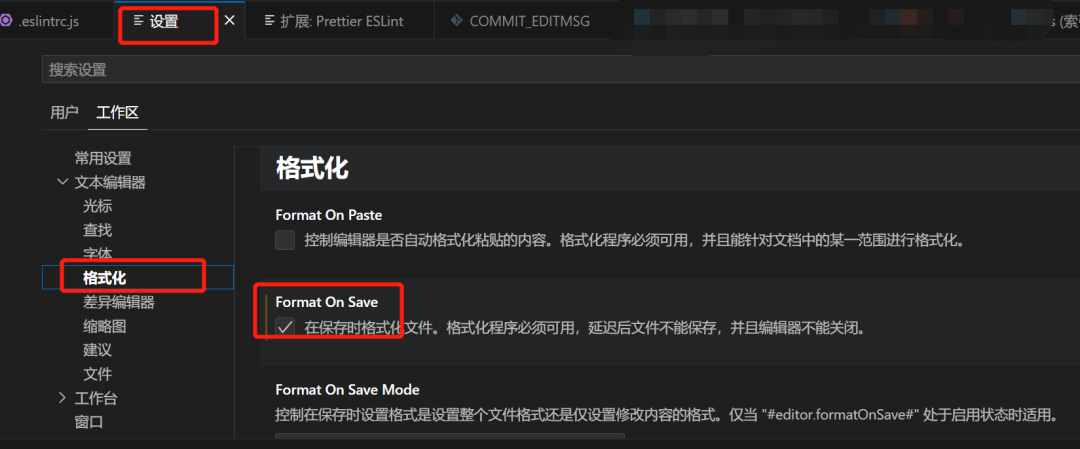 .eslintrc.js
设置
扩展: Prettier ESLint
COMMIT_EDITMSG
搜索设置
用户
工作区
常用设置
文本编辑器
光标
查找
字体
格式化
差异编辑器
缩略图
建议
文件
工作台
窗口
格式化
Format On Paste
控制编辑器是否自动格式化粘贴的内容。格式化程序必须可用，并且能针对文档中的某一范围进行格式化。
Format On Save
在保存时格式化文件。格式化程序必须可用，延迟后文件不能保存，并且编辑器不能关闭。
Format On Save Mode
控制在保存时设置格式是设置整个文件格式还是仅设置修改内容的格式。仅当 "#editor.formatOnSave#" 处于启用状态时适用。